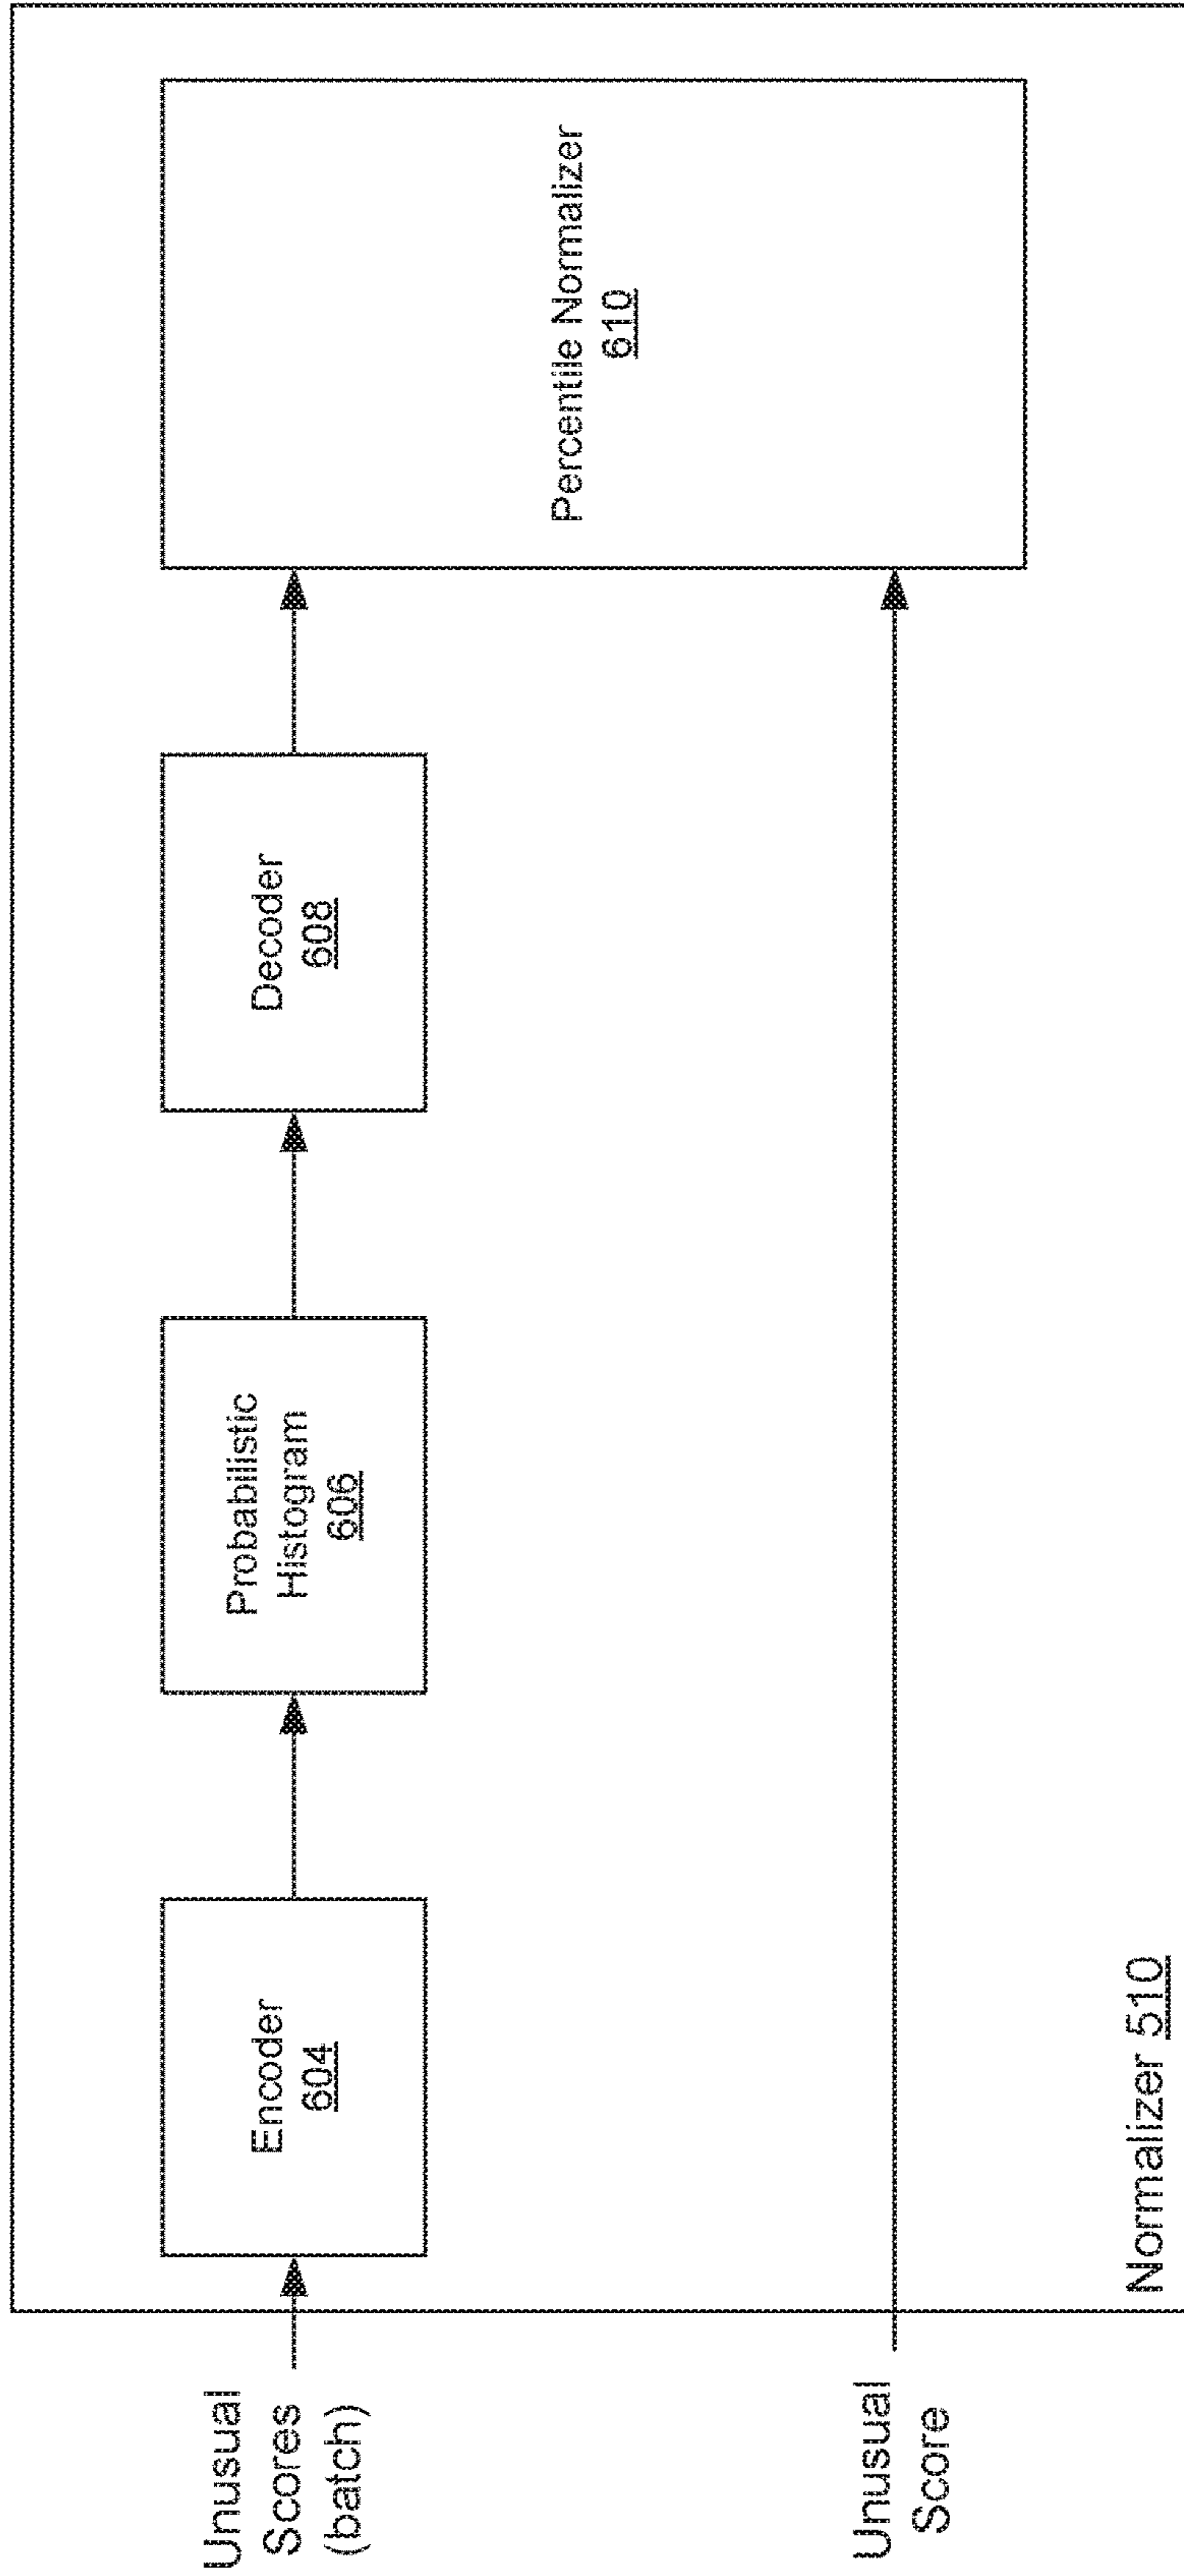 Unusual
Scores
(batch)
Encoder
604
Probabilistic
Histogram
606
Decoder
608
Percentile Normalizer
610
Unusual
Score
Normalizer 510